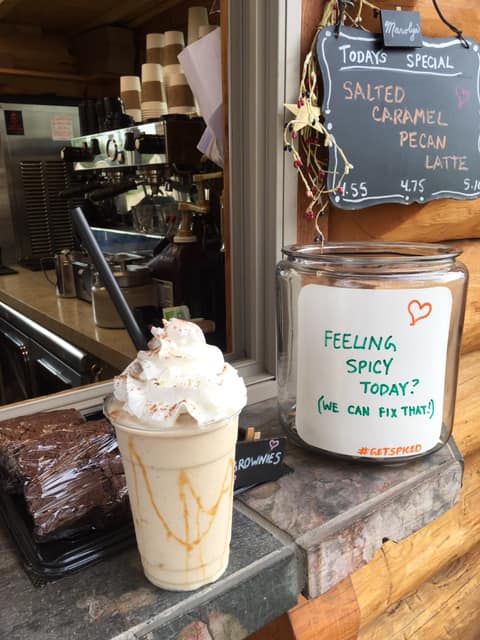 Marolyn
TODAYS SPECIAL
SALTED
CARAMEL
PECAN
LATTE
4.55 4.75 5.10
FEELING
SPICY
TODAY?
(WE CAN FIX THAT!)
#GETSPICED
BROWNIES